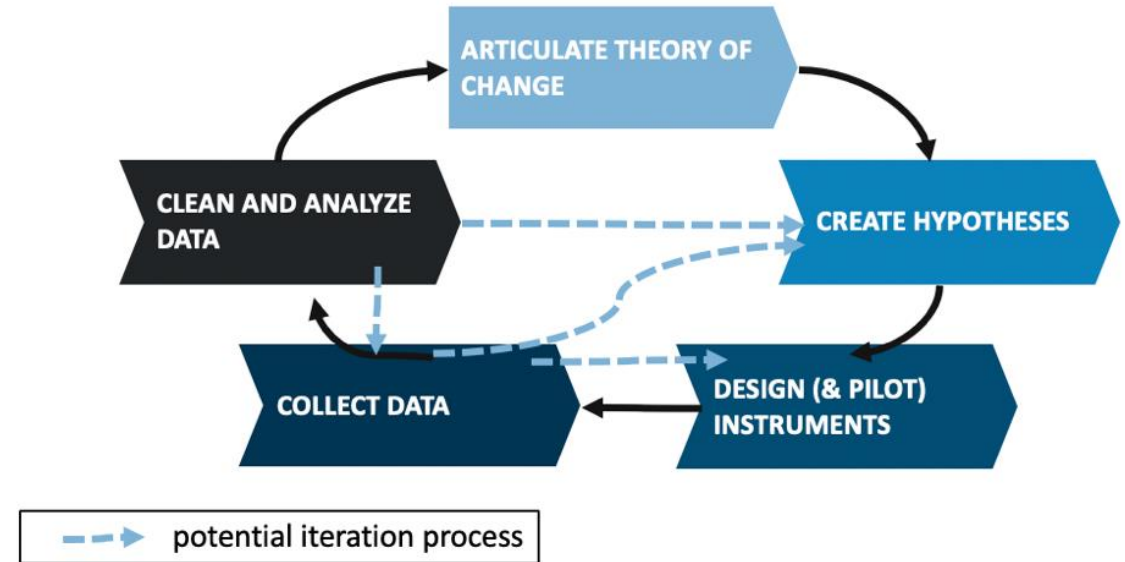 ARTICULATE THEORY OF
CHANGE
CLEAN AND ANALYZE
DATA
CREATE HYPOTHESES
COLLECT DATA
DESIGN (& PILOT)
INSTRUMENTS
potential iteration process